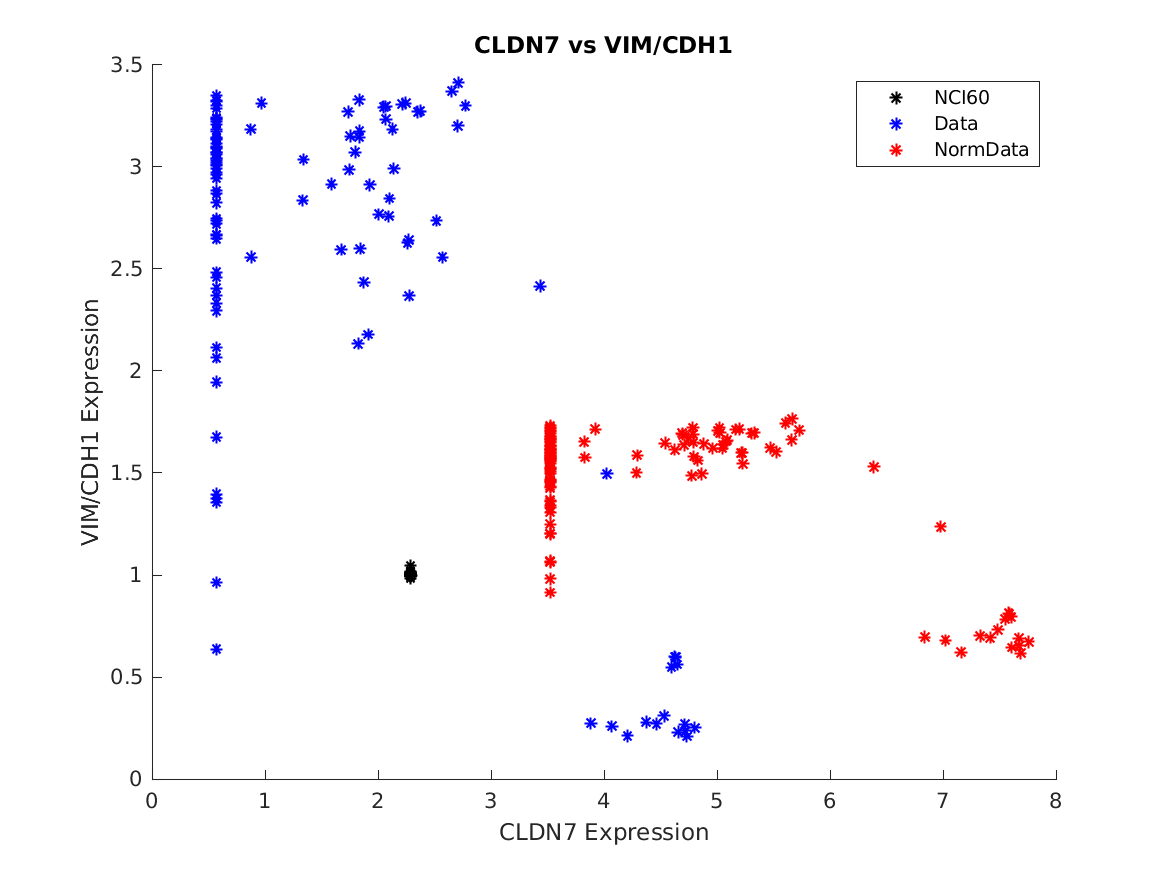 CLDN7 vs VIM/CDH1
3.5
3
2.5
2
1.5
1
0.5
0
VIM/CDH1 Expression
NCI60
Data
NormData
0 1 2 3 4 5 6 7 8
CLDN7 Expression